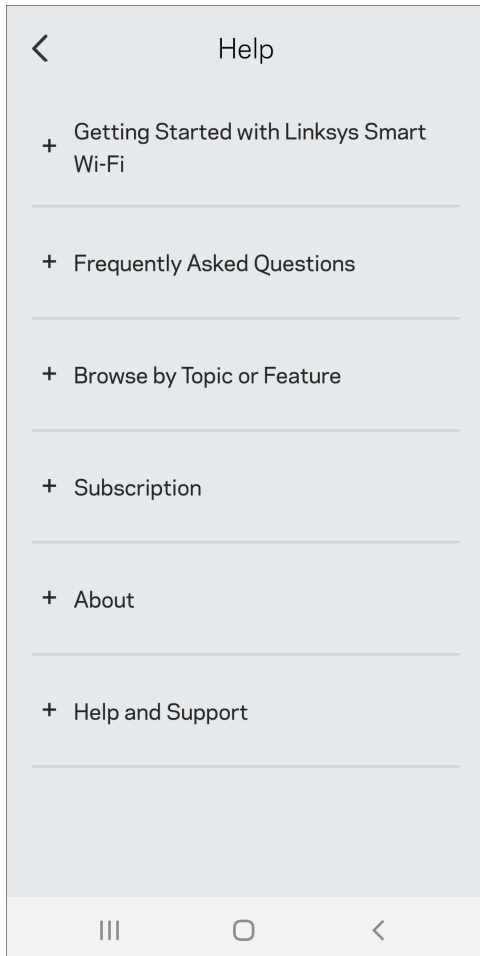 Help
+ Getting Started with Linksys Smart
Wi-Fi
+ Frequently Asked Questions
+ Browse by Topic or Feature
+ Subscription
+ About
+ Help and Support